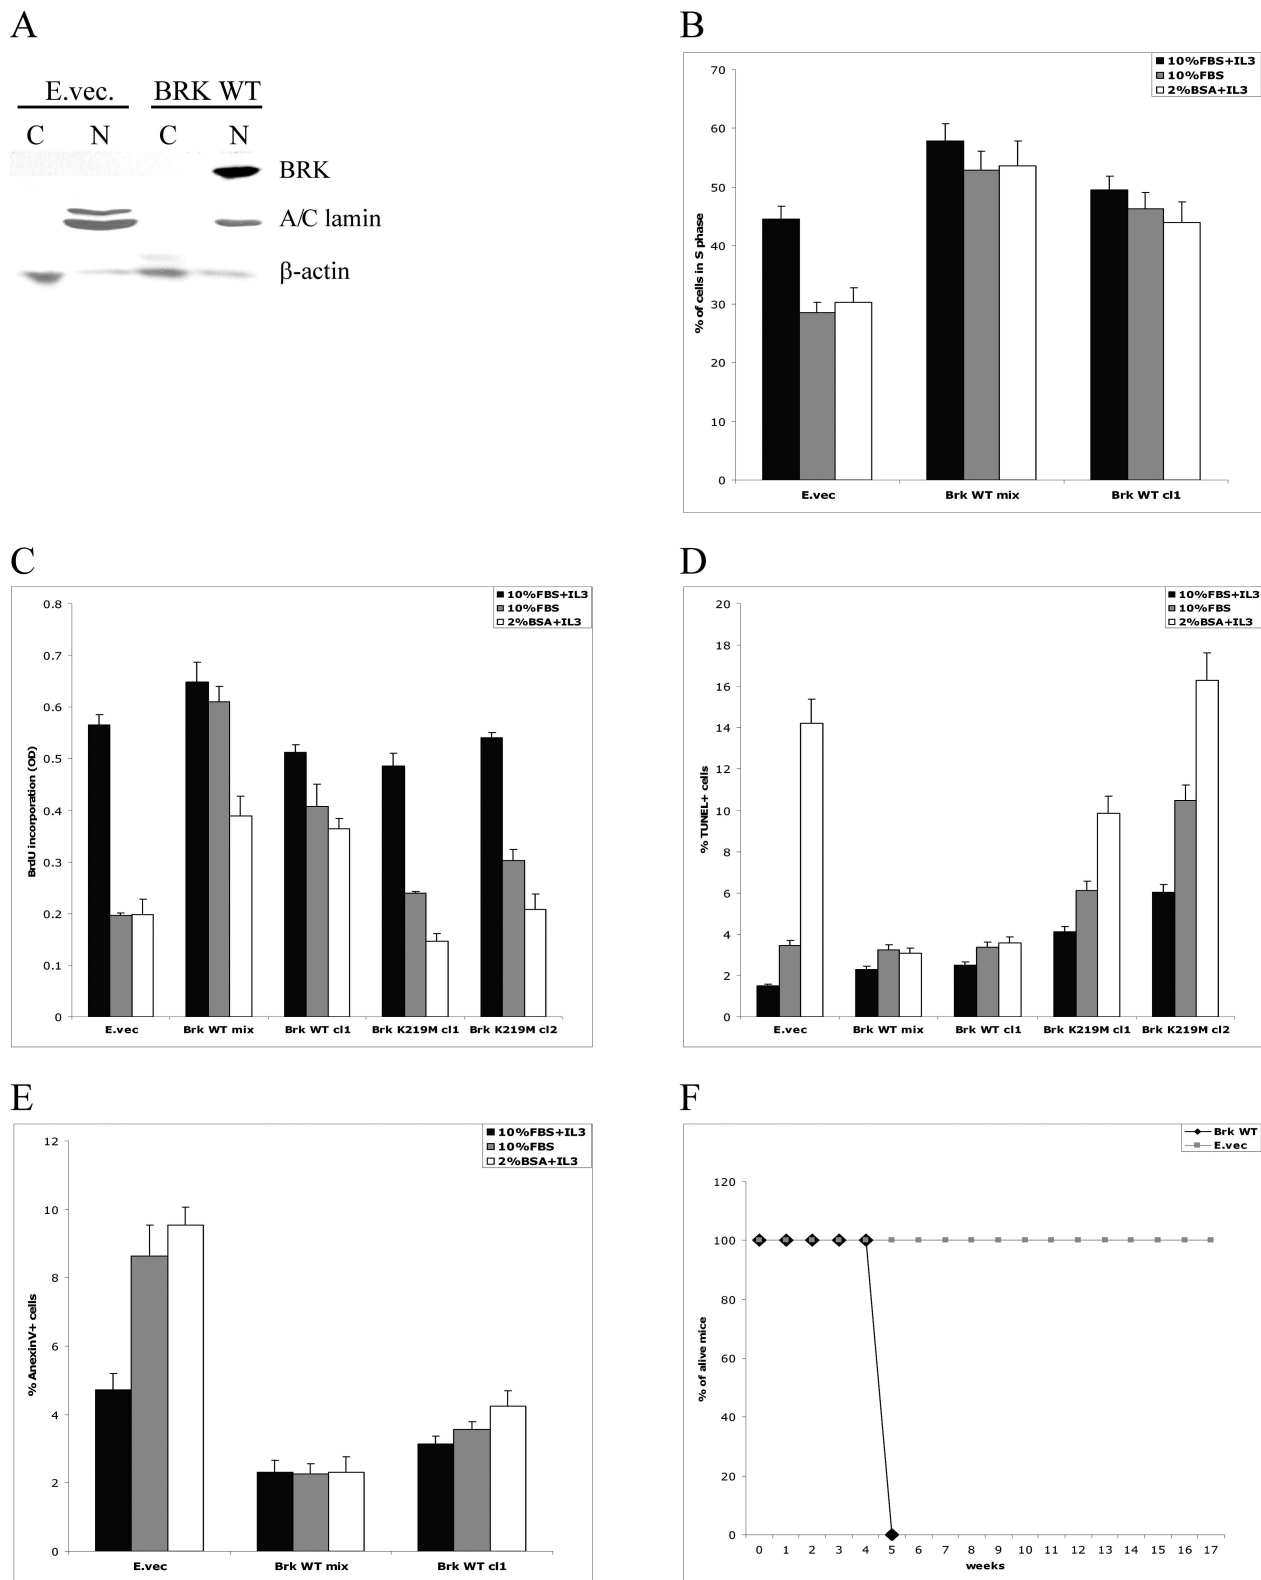 A
E.vec. BRK WT
C N C N
BRK
A/C lamin
β-actin
B
10%FBS+IL3
10%FBS
2%BSA+IL3
% of cells in S phase
70
60
50
40
30
20
10
0
E.vec Brk WT mix Brk WT cl1
C
10%FBS+IL3
10%FBS
2%BSA+IL3
BrdU incorporation (OD)
0.8
0.7
0.6
0.5
0.4
0.3
0.2
0.1
0
E.vec Brk WT mix Brk WT cl1 Brk K219M cl1 Brk K219M cl2
D
10%FBS+IL3
10%FBS
2%BSA+IL3
% TUNEL+ cells
20
18
16
14
12
10
8
6
4
2
0
E.vec Brk WT mix Brk WT cl1 Brk K219M cl1 Brk K219M cl2
E
10%FBS+IL3
10%FBS
2%BSA+IL3
% AnexinV+ cells
12
10
8
6
4
2
0
E.vec Brk WT mix Brk WT cl1
F
Brk WT
E.vec
% of alive mice
120
100
80
60
40
20
0
0 1 2 3 4 5 6 7 8 9 10 11 12 13 14 15 16 17
weeks